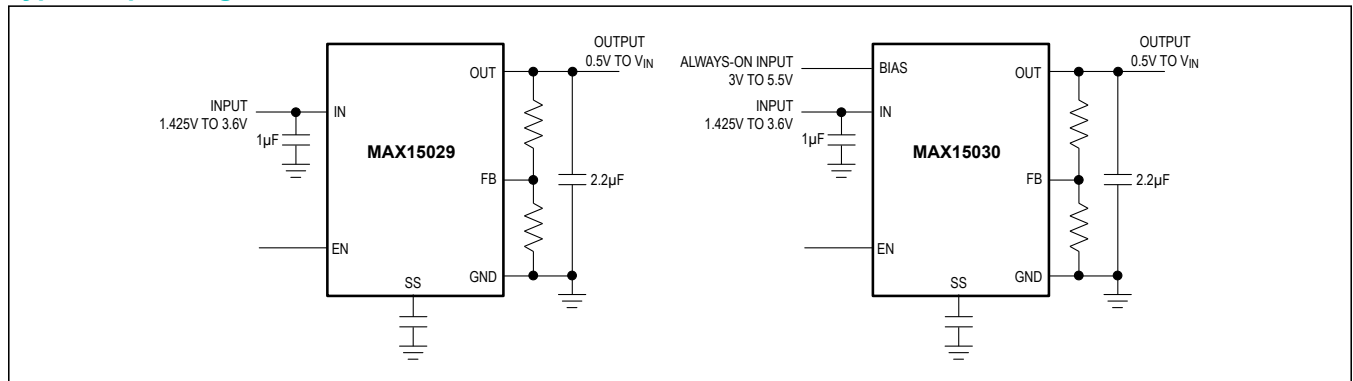 OUTPUT
0.5V TO VIN
OUT
INPUT
1.425V TO 3.6V
IN
1µF
MAX15029
FB
2.2µF
EN
SS
GND
OUTPUT
0.5V TO VIN
ALWAYS-ON INPUT
3V TO 5.5V
BIAS
OUT
INPUT
1.425V TO 3.6V
IN
1µF
MAX15030
FB
2.2µF
EN
SS
GND